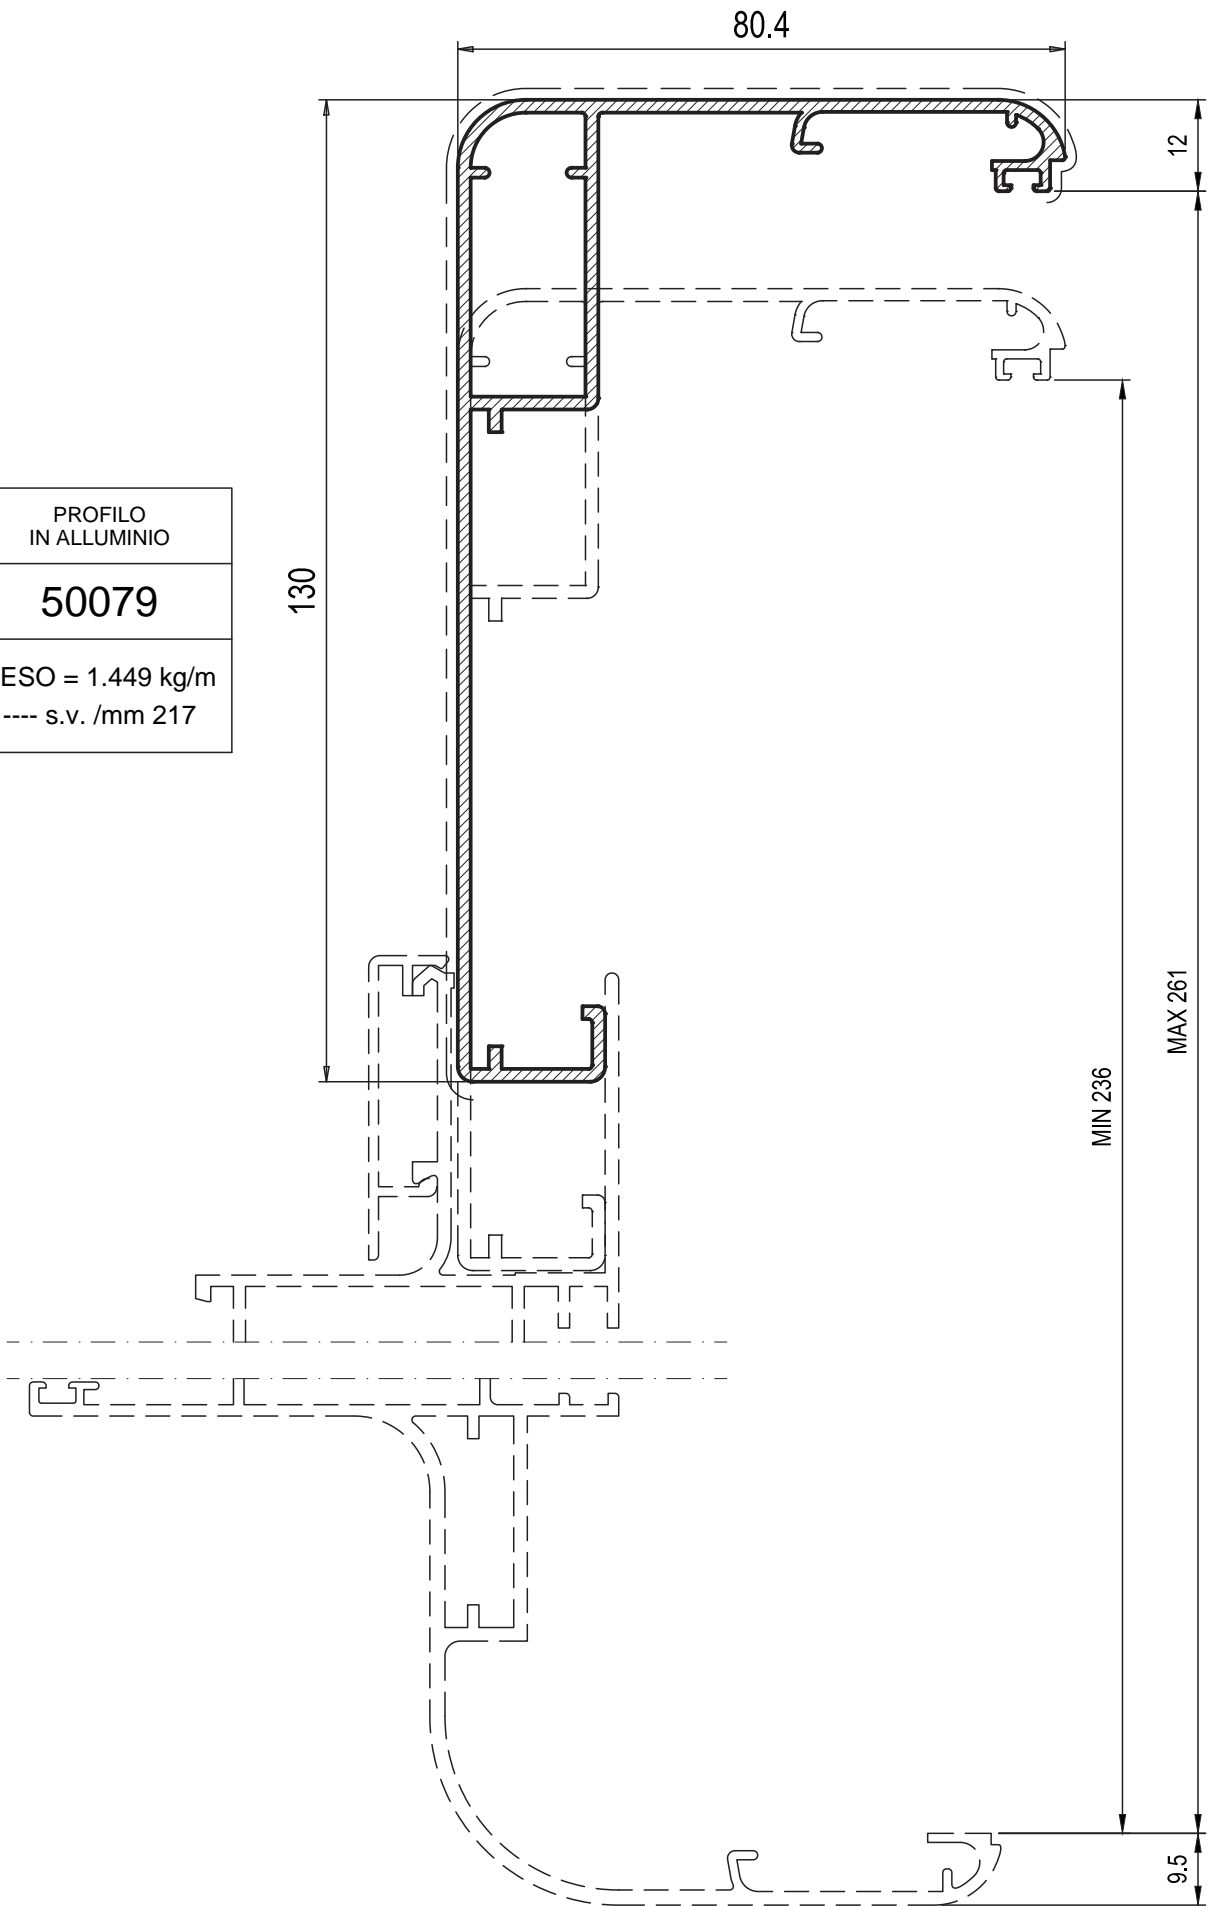 80.4
12
PROFILO
IN ALLUMINIO
50079
ESO = 1.449 kg/m
---- s.v. /mm 217
130
MAX 261
MIN 236
9.5